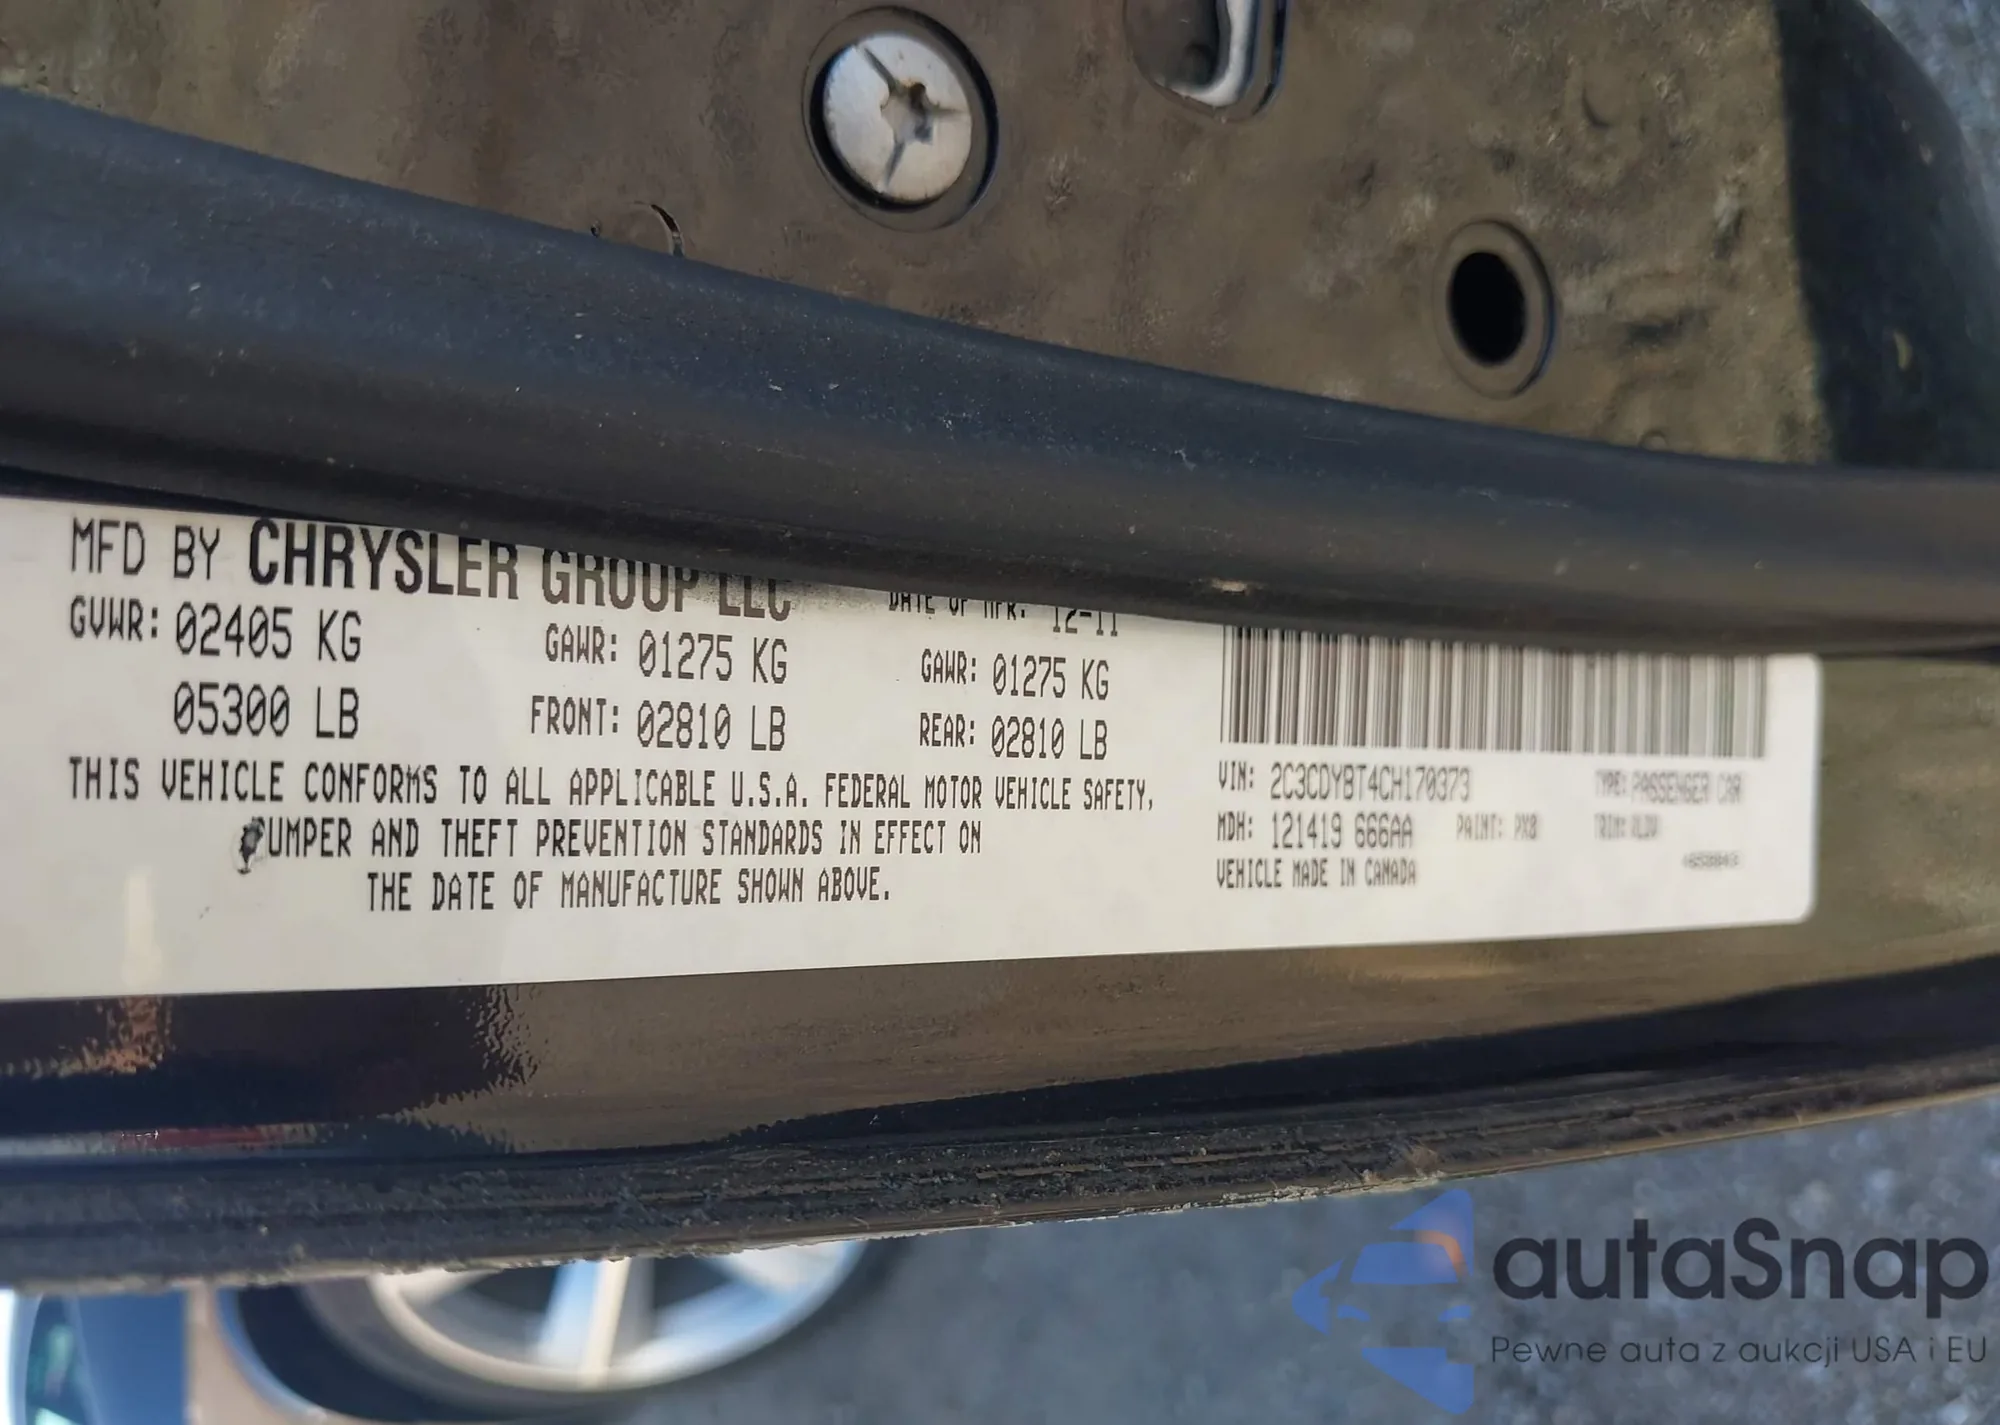 MFD BY CHRYSLER GROUP LLC DATE OF MFR: 12-11
GVWR: 02405 KG GAWR: 01275 KG GAWR: 01275 KG
05300 LB FRONT: 02810 LB REAR: 02810 LB
THIS VEHICLE CONFORMS TO ALL APPLICABLE U.S.A. FEDERAL MOTOR VEHICLE SAFETY,
BUMPER AND THEFT PREVENTION STANDARDS IN EFFECT ON
THE DATE OF MANUFACTURE SHOWN ABOVE.
VIN: 2C3CDYBT4CH170373 TYPE: PASSENGER CAR
MDH: 121419 666AA PAINT: PX8 TRIM:
VEHICLE MADE IN CANADA
autaSnap
Pewne auta z aukcji USA i EU